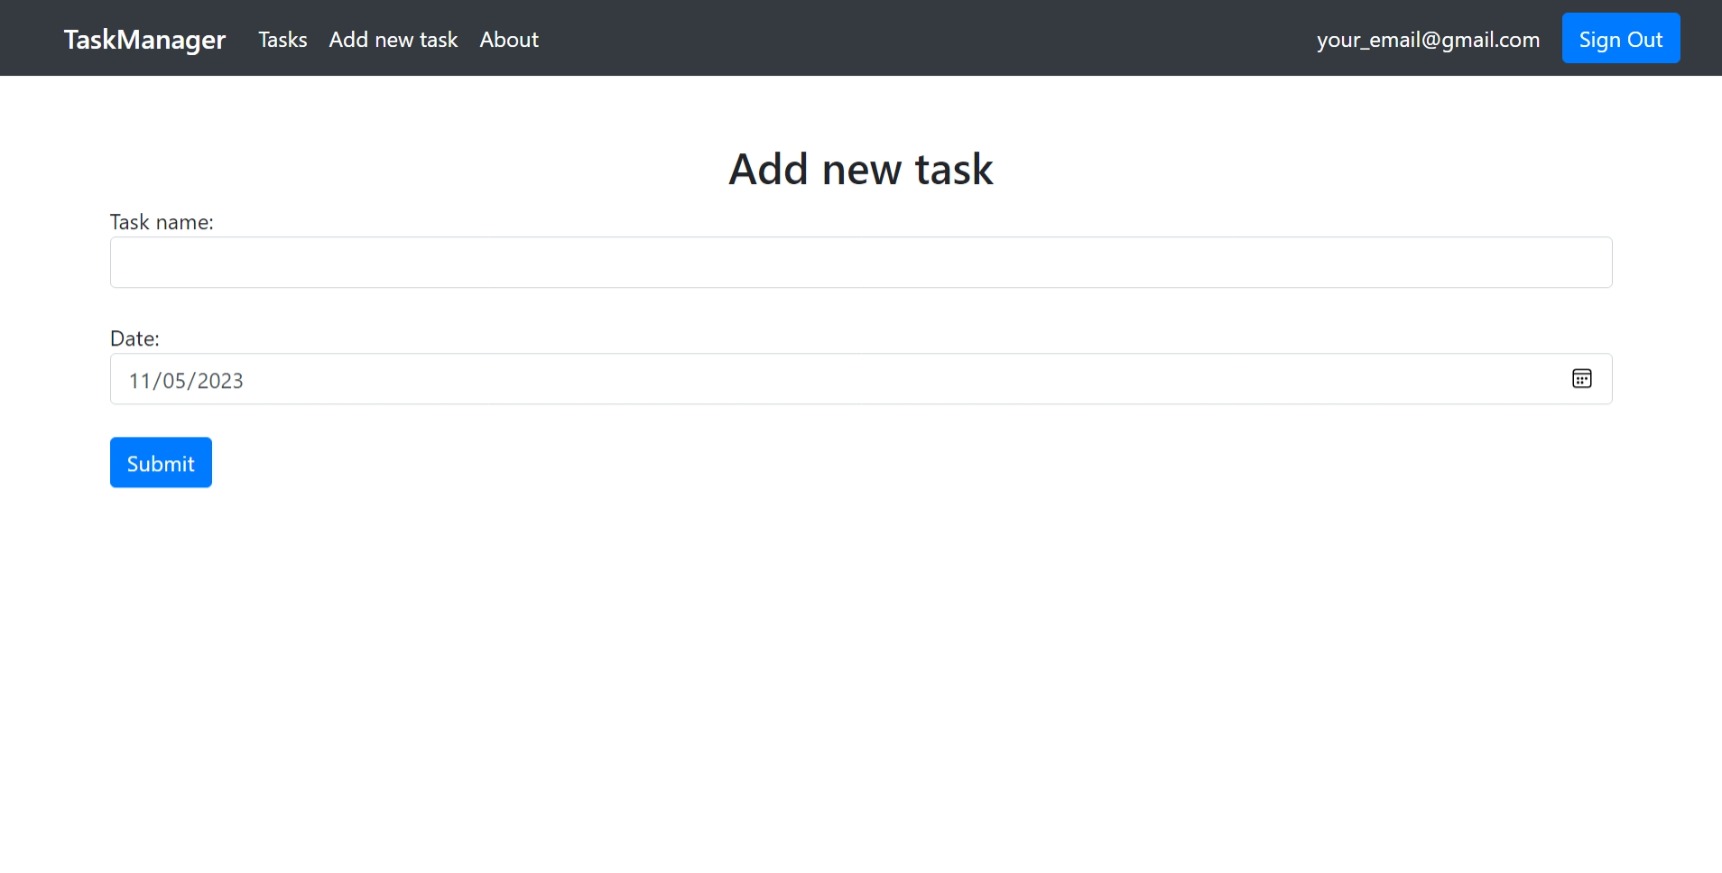 TaskManager Tasks Add new task About your_email@gmail.com Sign Out
Add new task
Task name:
Date:
11/05/2023
Submit